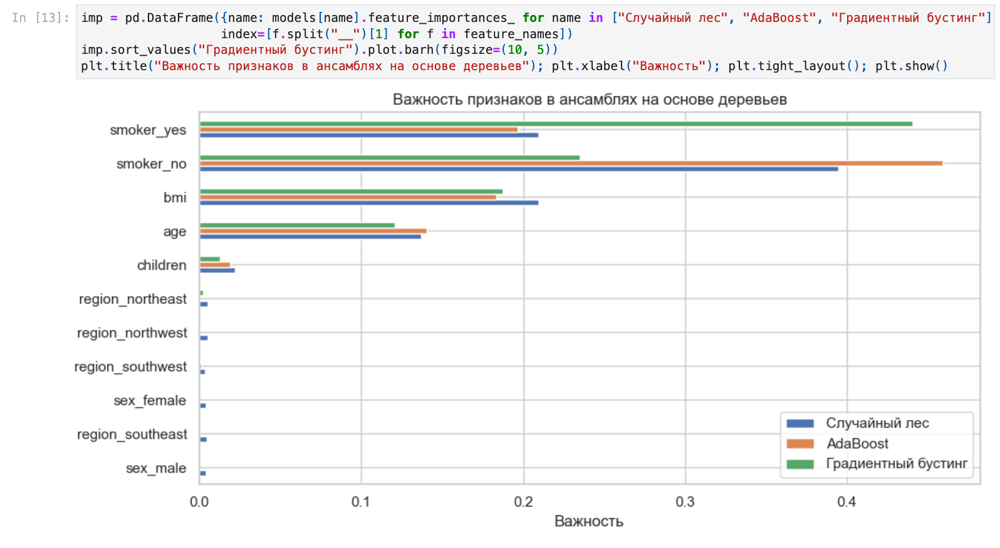 In [13]: imp = pd.DataFrame({name: models[name].feature_importances_ for name in ["Случайный лес", "AdaBoost", "Градиентный бустинг"]
index=[f.split("__")[1] for f in feature_names])
imp.sort_values("Градиентный бустинг").plot.barh(figsize=(10, 5))
plt.title("Важность признаков в ансамблях на основе деревьев"); plt.xlabel("Важность"); plt.tight_layout(); plt.show()
Важность признаков в ансамблях на основе деревьев
smoker_yes
smoker_no
bmi
age
children
region_northeast
region_northwest
region_southwest
sex_female
region_southeast
sex_male
Случайный лес
AdaBoost
Градиентный бустинг
0.0 0.1 0.2 0.3 0.4
Важность